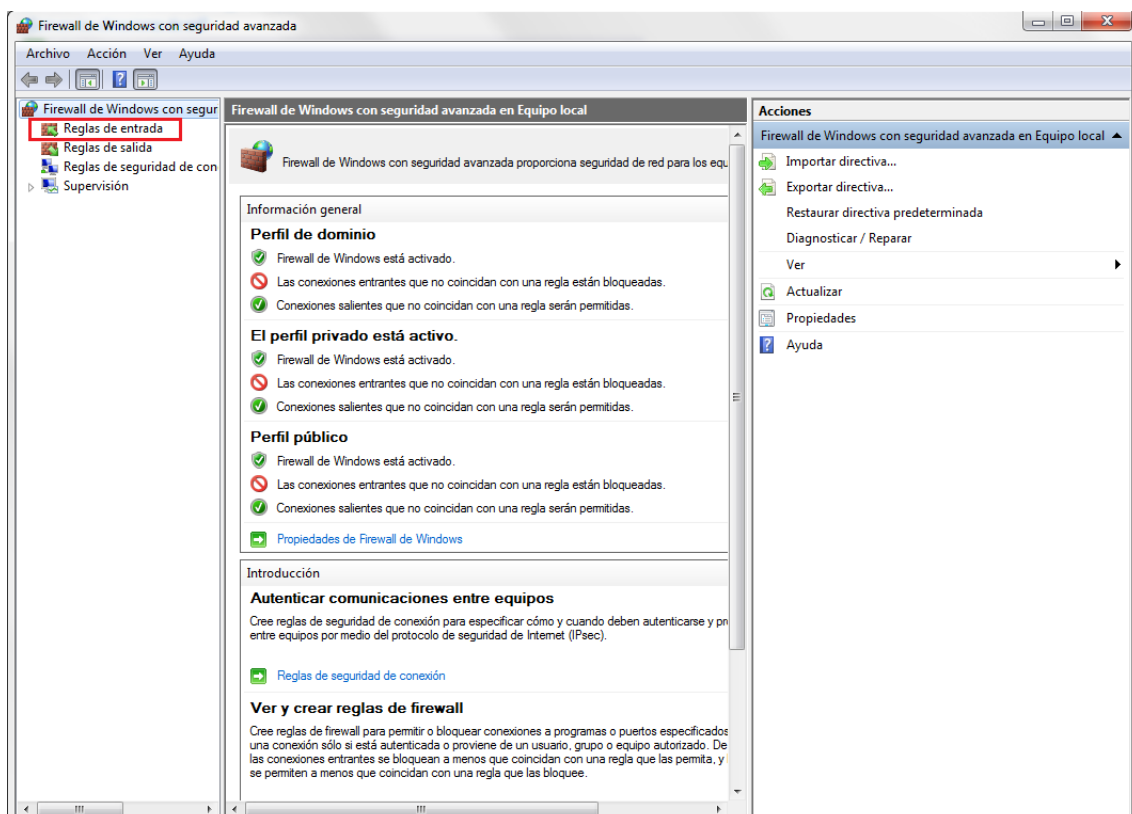 Firewall de Windows con seguridad avanzada
Archivo Acción Ver Ayuda
Firewall de Windows con segur
Reglas de entrada
Reglas de salida
Reglas de seguridad de con
Supervisión
Firewall de Windows con seguridad avanzada en Equipo local
Firewall de Windows con seguridad avanzada proporciona seguridad de red para los equ
Información general
Perfil de dominio
Firewall de Windows está activado.
Las conexiones entrantes que no coincidan con una regla están bloqueadas.
Conexiones salientes que no coincidan con una regla serán permitidas.
El perfil privado está activo.
Firewall de Windows está activado.
Las conexiones entrantes que no coincidan con una regla están bloqueadas.
Conexiones salientes que no coincidan con una regla serán permitidas.
Perfil público
Firewall de Windows está activado.
Las conexiones entrantes que no coincidan con una regla están bloqueadas.
Conexiones salientes que no coincidan con una regla serán permitidas.
Propiedades de Firewall de Windows
Introducción
Autenticar comunicaciones entre equipos
Cree reglas de seguridad de conexión para especificar cómo y cuando deben autenticarse y pro
entre equipos por medio del protocolo de seguridad de Internet (IPsec).
Reglas de seguridad de conexión
Ver y crear reglas de firewall
Cree reglas de firewall para permitir o bloquear conexiones a programas o puertos especificados
una conexión sólo si está autenticada o proviene de un usuario, grupo o equipo autorizado. De
las conexiones entrantes se bloquean a menos que coincidan con una regla que las permita, y
se permiten a menos que coincidan con una regla que las bloquee.
Acciones
Firewall de Windows con seguridad avanzada en Equipo local
Importar directiva...
Exportar directiva...
Restaurar directiva predeterminada
Diagnosticar / Reparar
Ver
Actualizar
Propiedades
Ayuda